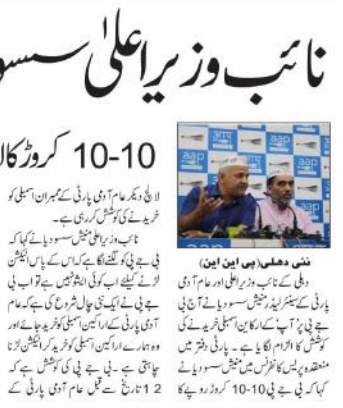 نائب وزیراعلیٰ سسو
10-10 کروڑ کا
نئی دھلی(پی این این)
دہلی کے نائب وزیر اعلیٰ اور عام آدمی
پارٹی کے سینئر لیڈر منیش سسودیا نے آج بی
جے پی پر ’آپ‘ کے ارکان اسمبلی خریدنے کی
کوشش کا الزام لگایا ہے ۔ پارٹی دفتر میں
منعقدہ پریس کانفرنس میں منیش سسودیا نے
کہا کہ بی جے پی 10-10 کروڑ روپے کا
لالچ دیکر عام آدمی پارٹی کے ممبران اسمبلی کو
خریدنے کی کوشش کررہی ہے ۔
نائب وزیر اعلیٰ منیش سسودیا نے کہا کہ
بی جے پی کو لگنے لگا ہے کہ اس کے پاس الیکشن
لڑنے کیلئے اب کوئی ایشو نہیں ہے تو اب بی
جے پی نے ایک نئی چال شروع کی ہے کہ عام
آدمی پارٹی کے اراکین اسمبلی کو خرید جائے اور
وہ ہمارے اراکین اسمبلی کو خرید کر الیکشن لڑنا
چاہتی ہے ۔ بی جے پی کی کوشش ہے کہ
12 تاریخ سے قبل عام آدمی پارٹی کے
aap
aap
aap